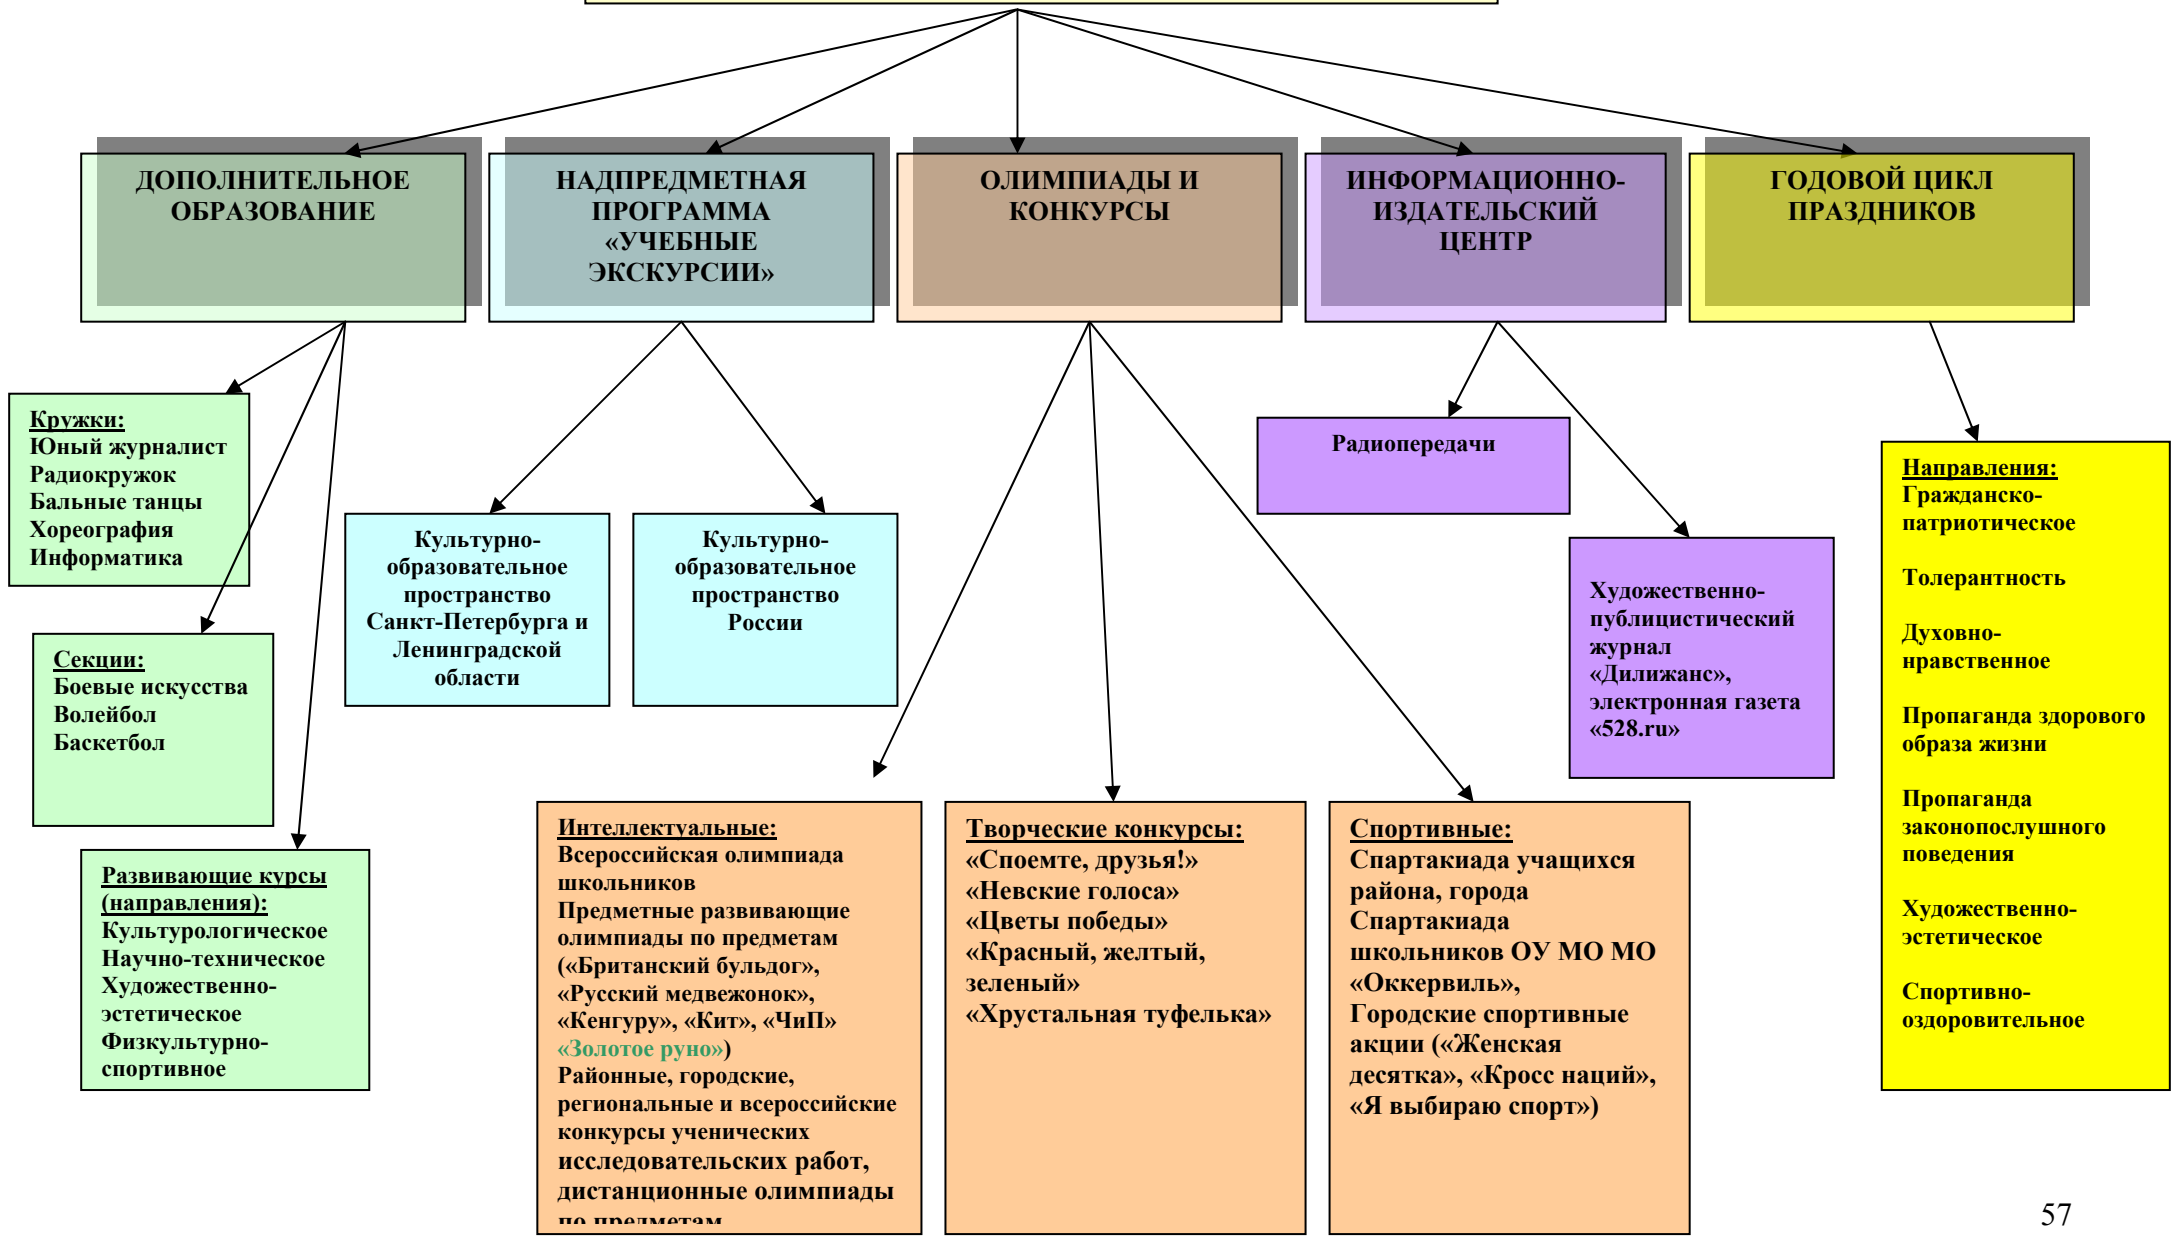 ДОПОЛНИТЕЛЬНОЕ
ОБРАЗОВАНИЕ
НАДПРЕДМЕТНАЯ
ПРОГРАММА
«УЧЕБНЫЕ
ЭКСКУРСИИ»
ОЛИМПИАДЫ И
КОНКУРСЫ
ИНФОРМАЦИОННО-
ИЗДАТЕЛЬСКИЙ
ЦЕНТР
ГОДОВОЙ ЦИКЛ
ПРАЗДНИКОВ
Кружки:
Юный журналист
Радиокружок
Бальные танцы
Хореография
Информатика
Секции:
Боевые искусства
Волейбол
Баскетбол
Развивающие курсы
(направления):
Культурологическое
Научно-техническое
Художественно-
эстетическое
Физкультурно-
спортивное
Культурно-
образовательное
пространство
Санкт-Петербурга и
Ленинградской
области
Культурно-
образовательное
пространство
России
Интеллектуальные:
Всероссийская олимпиада
школьников
Предметные развивающие
олимпиады по предметам
(«Британский бульдог»,
«Русский медвежонок»,
«Кенгуру», «Кит», «ЧиП»
«Золотое руно»)
Районные, городские,
региональные и всероссийские
конкурсы ученических
исследовательских работ,
дистанционные олимпиады
по предметам
Творческие конкурсы:
«Споемте, друзья!»
«Невские голоса»
«Цветы победы»
«Красный, желтый,
зеленый»
«Хрустальная туфелька»
Спортивные:
Спартакиада учащихся
района, города
Спартакиада
школьников ОУ МО МО
«Оккервиль»,
Городские спортивные
акции («Женская
десятка», «Кросс наций»,
«Я выбираю спорт»)
Радиопередачи
Художественно-
публицистический
журнал
«Дилижанс»,
электронная газета
«528.ru»
Направления:
Гражданско-
патриотическое
Толерантность
Духовно-
нравственное
Пропаганда здорового
образа жизни
Пропаганда
законопослушного
поведения
Художественно-
эстетическое
Спортивно-
оздоровительное
57